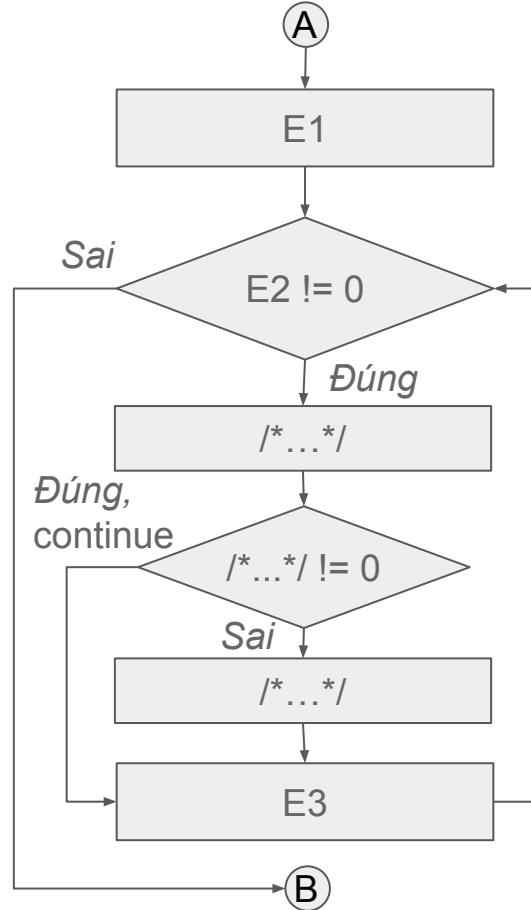 A
E1
Sai
E2 != 0
Đúng
/*…*/
Đúng,
continue
/*...*/ != 0
Sai
/*…*/
E3
B